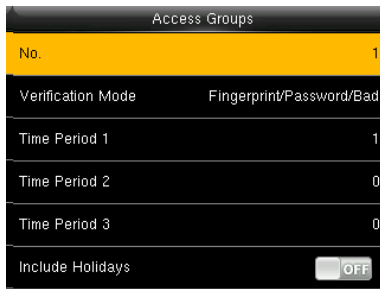 Access Groups
No. 1
Verification Mode Fingerprint/Password/Bad
Time Period 1 1
Time Period 2 0
Time Period 3 0
Include Holidays OFF